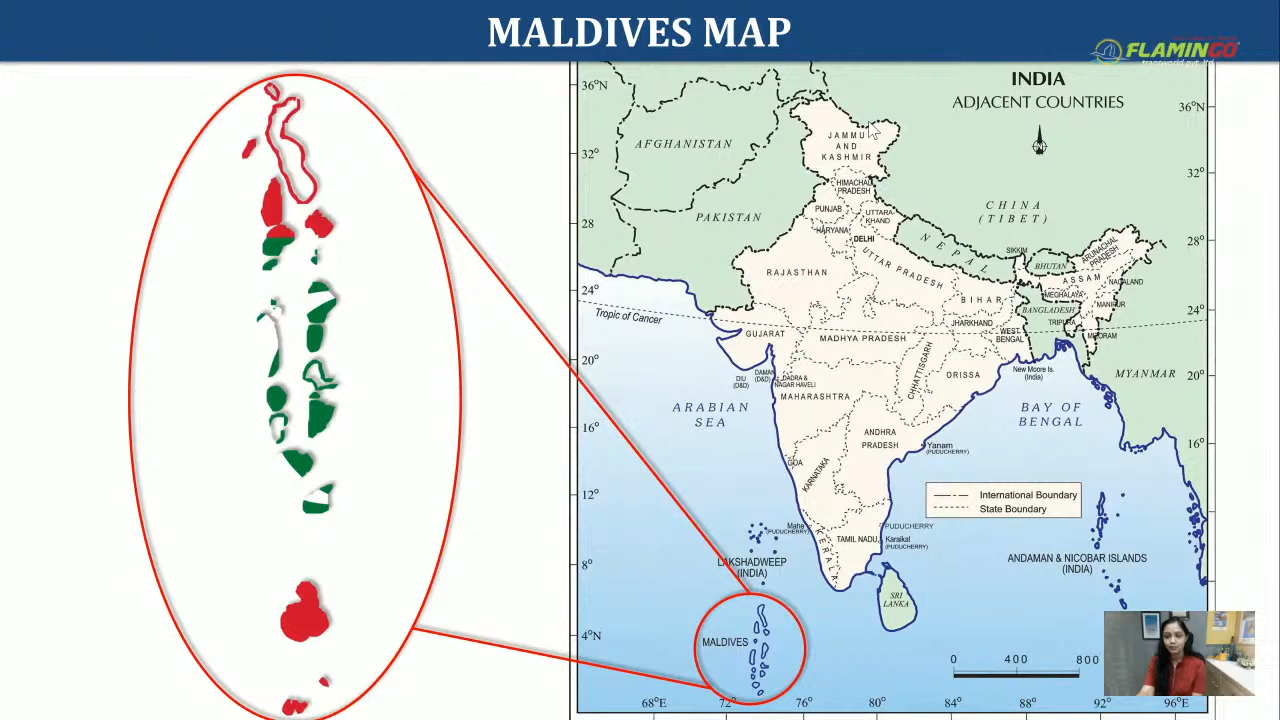 MALDIVES MAP
FLAMINGO
transworld pvt. ltd.
INDIA
ADJACENT COUNTRIES
36°N
36°N
N
AFGHANISTAN
JAMMU
AND
KASHMIR
32°
32°
HIMACHAL
PRADESH
CHINA
(TIBET)
PAKISTAN
PUNJAB
UTTARA-
KHAND
28
HARYANA
DELHI
NEPAL
SIKKIM
ARUNACHAL
PRADESH
28°
BHUTAN
RAJASTHAN
UTTAR PRADESH
ASSAM
NAGALAND
24°
BIHAR
MEGHALAYA
MANIPUR
24°
Tropic of Cancer
BANGLADESH
JHARKHAND
TRIPURA
GUJARAT
MADHYA PRADESH
WEST
BENGAL
MIZORAM
20°
CHHATTISGARH
New Moore Is.
(India)
MYANMAR
20°
DIU
(D&D)
DAMAN
(D&D)
DADRA &
NAGAR HAVELI
ORISSA
MAHARASHTRA
ARABIAN
SEA
BAY OF
BENGAL
16°
ANDHRA
PRADESH
Yanam
(PUDUCHERRY)
16°
GOA
KARNATAKA
12°
International Boundary
State Boundary
Mahe
(PUDUCHERRY)
PUDUCHERRY
KERALA
TAMIL NADU
Karaikal
(PUDUCHERRY)
8°
LAKSHADWEEP
(INDIA)
ANDAMAN & NICOBAR ISLANDS
(INDIA)
SRI
LANKA
4°N
MALDIVES
0 400 800
68°E 72° 76° 80° 84° 88° 92° 96°E